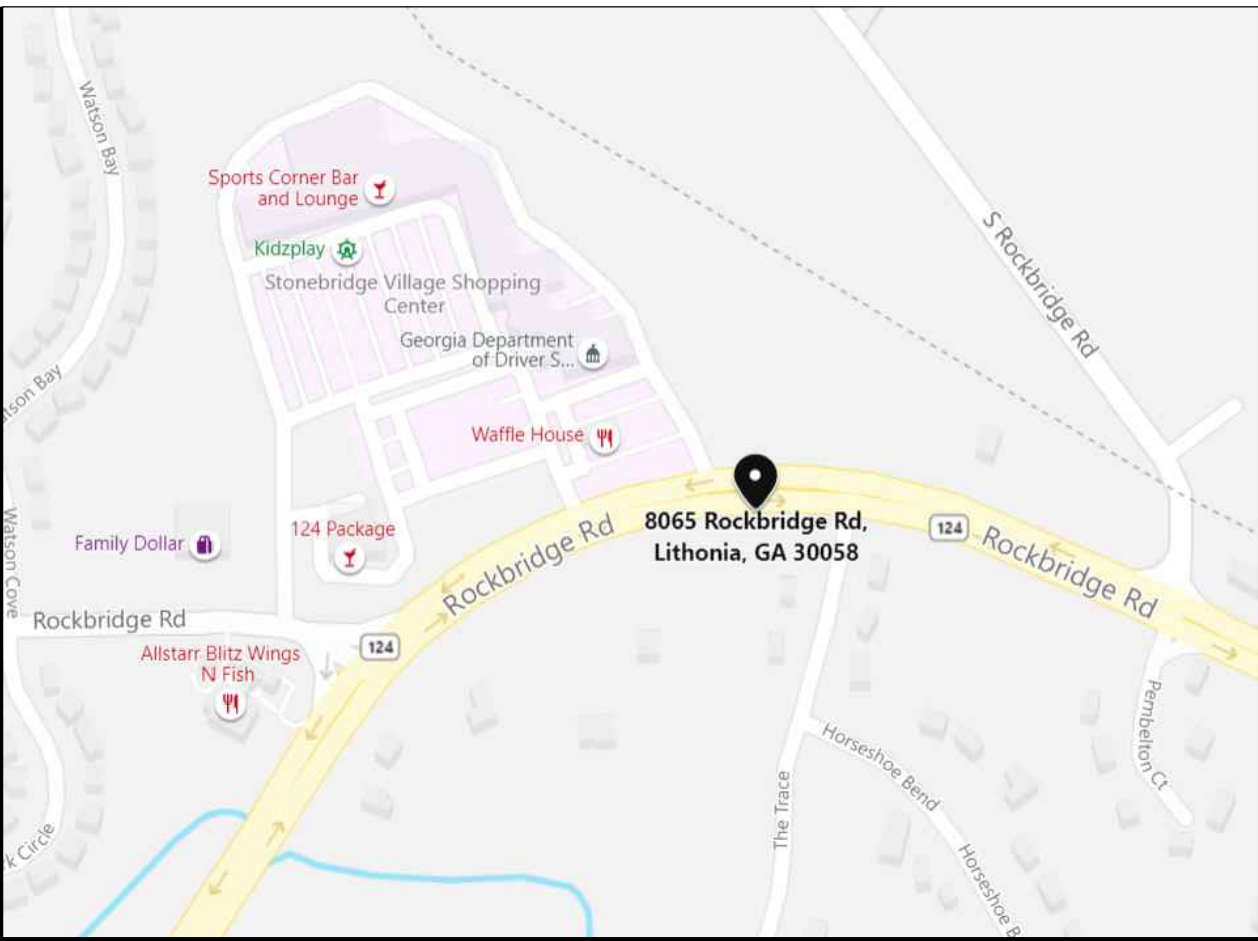 Watson Bay
Sports Corner Bar
and Lounge
S Rockbridge Rd
Kidzplay
Stonebridge Village Shopping
Center
Georgia Department
of Driver S...
Bay
Waffle House
8065 Rockbridge Rd,
Lithonia, GA 30058
124
Rockbridge Rd
Rockbridge Rd
124 Package
Family Dollar
Watson Cove
Rockbridge Rd
124
Allstarr Blitz Wings
N Fish
Pembelton Ct
Horseshoe Bend
The Trace
Circle
Horseshoe